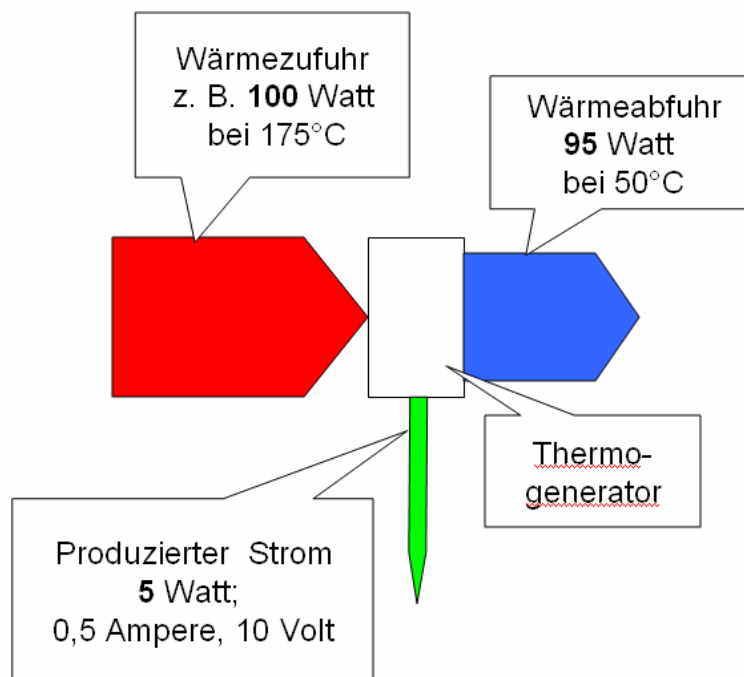 Wärmezufuhr
z. B. 100 Watt
bei 175°C
Wärmeabfuhr
95 Watt
bei 50°C
Thermo-
generator
Produzierter Strom
5 Watt;
0,5 Ampere, 10 Volt